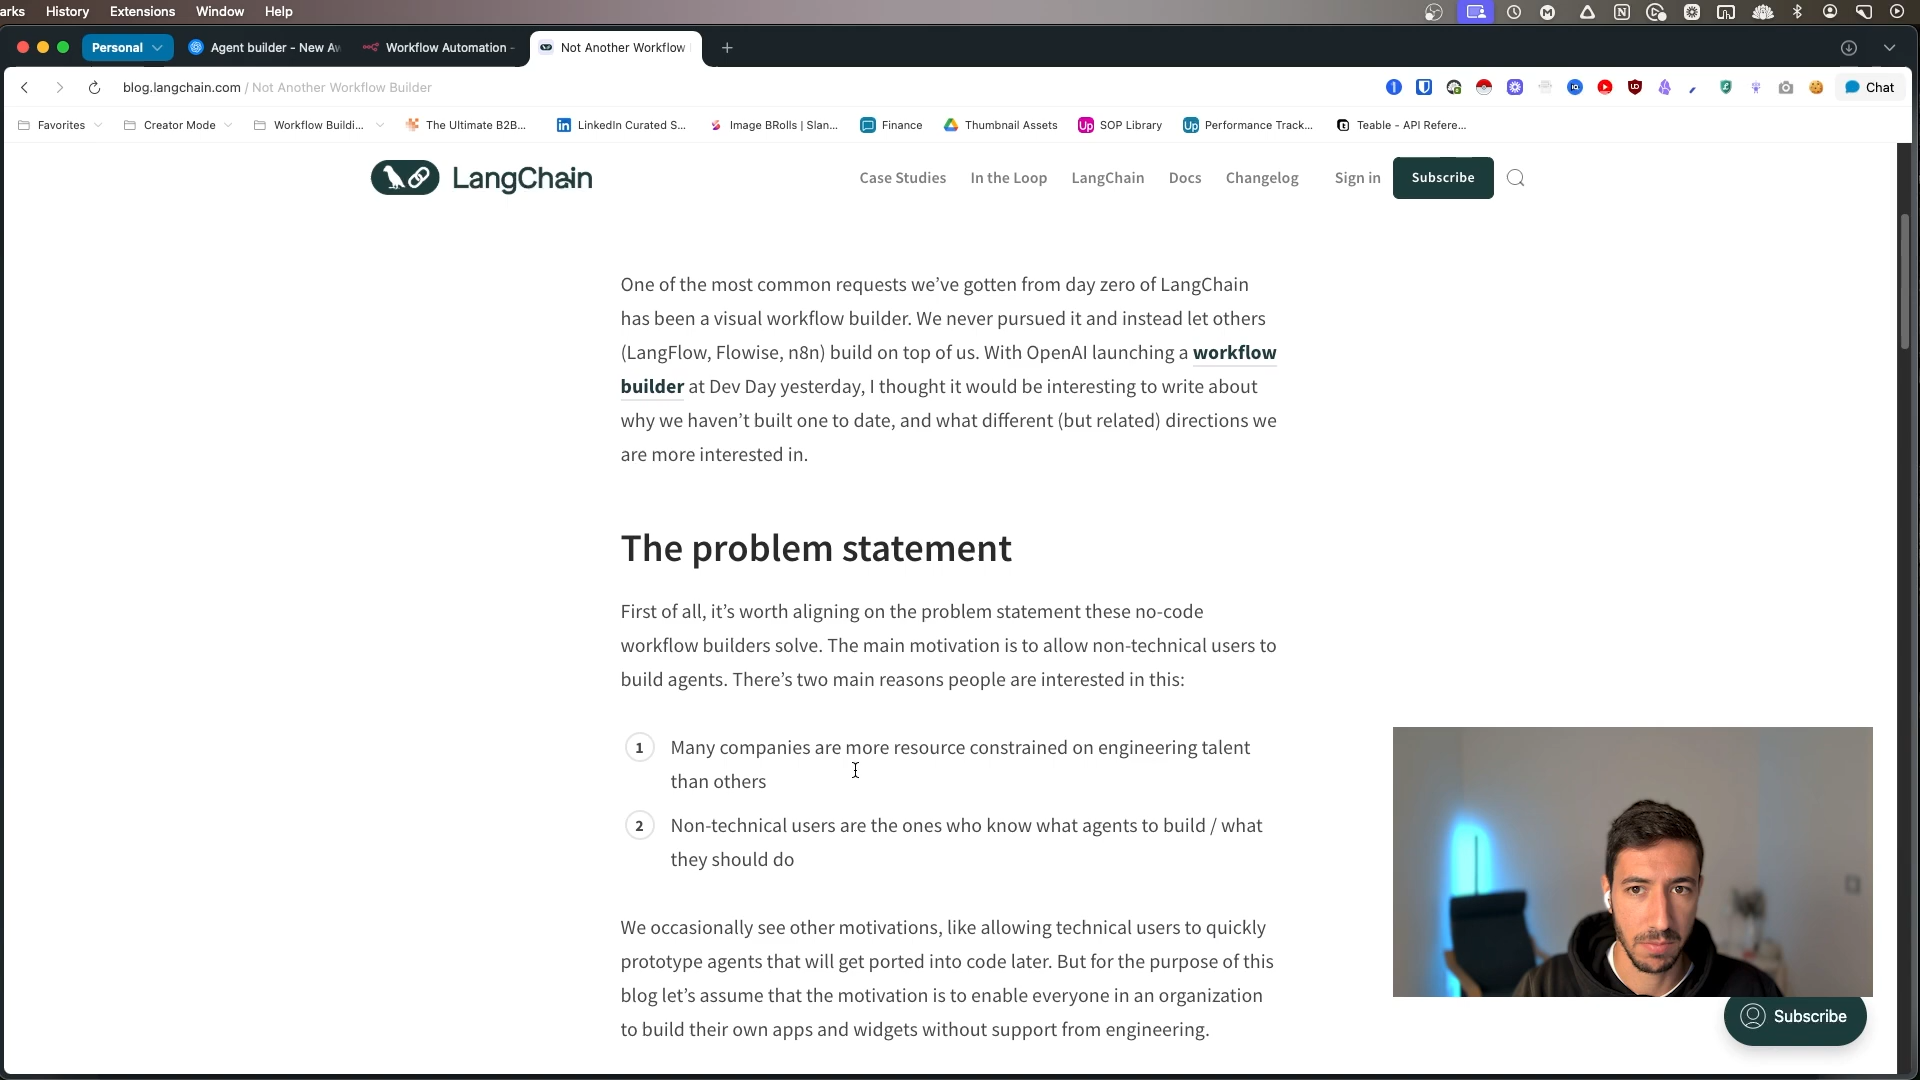 arks History Extensions Window Help
Personal Agent builder - New Aw Workflow Automation - Not Another Workflow
blog.langchain.com / Not Another Workflow Builder Chat
Favorites Creator Mode Workflow Buildi... The Ultimate B2B... LinkedIn Curated S... Image BRolls | Slan... Finance Thumbnail Assets Up SOP Library Up Performance Track... Teable - API Refere...
LangChain Case Studies In the Loop LangChain Docs Changelog Sign in Subscribe
One of the most common requests we’ve gotten from day zero of LangChain
has been a visual workflow builder. We never pursued it and instead let others
(LangFlow, Flowise, n8n) build on top of us. With OpenAI launching a workflow
builder at Dev Day yesterday, I thought it would be interesting to write about
why we haven’t built one to date, and what different (but related) directions we
are more interested in.
The problem statement
First of all, it’s worth aligning on the problem statement these no-code
workflow builders solve. The main motivation is to allow non-technical users to
build agents. There’s two main reasons people are interested in this:
1 Many companies are more resource constrained on engineering talent
than others
2 Non-technical users are the ones who know what agents to build / what
they should do
We occasionally see other motivations, like allowing technical users to quickly
prototype agents that will get ported into code later. But for the purpose of this
blog let’s assume that the motivation is to enable everyone in an organization
to build their own apps and widgets without support from engineering.
Subscribe